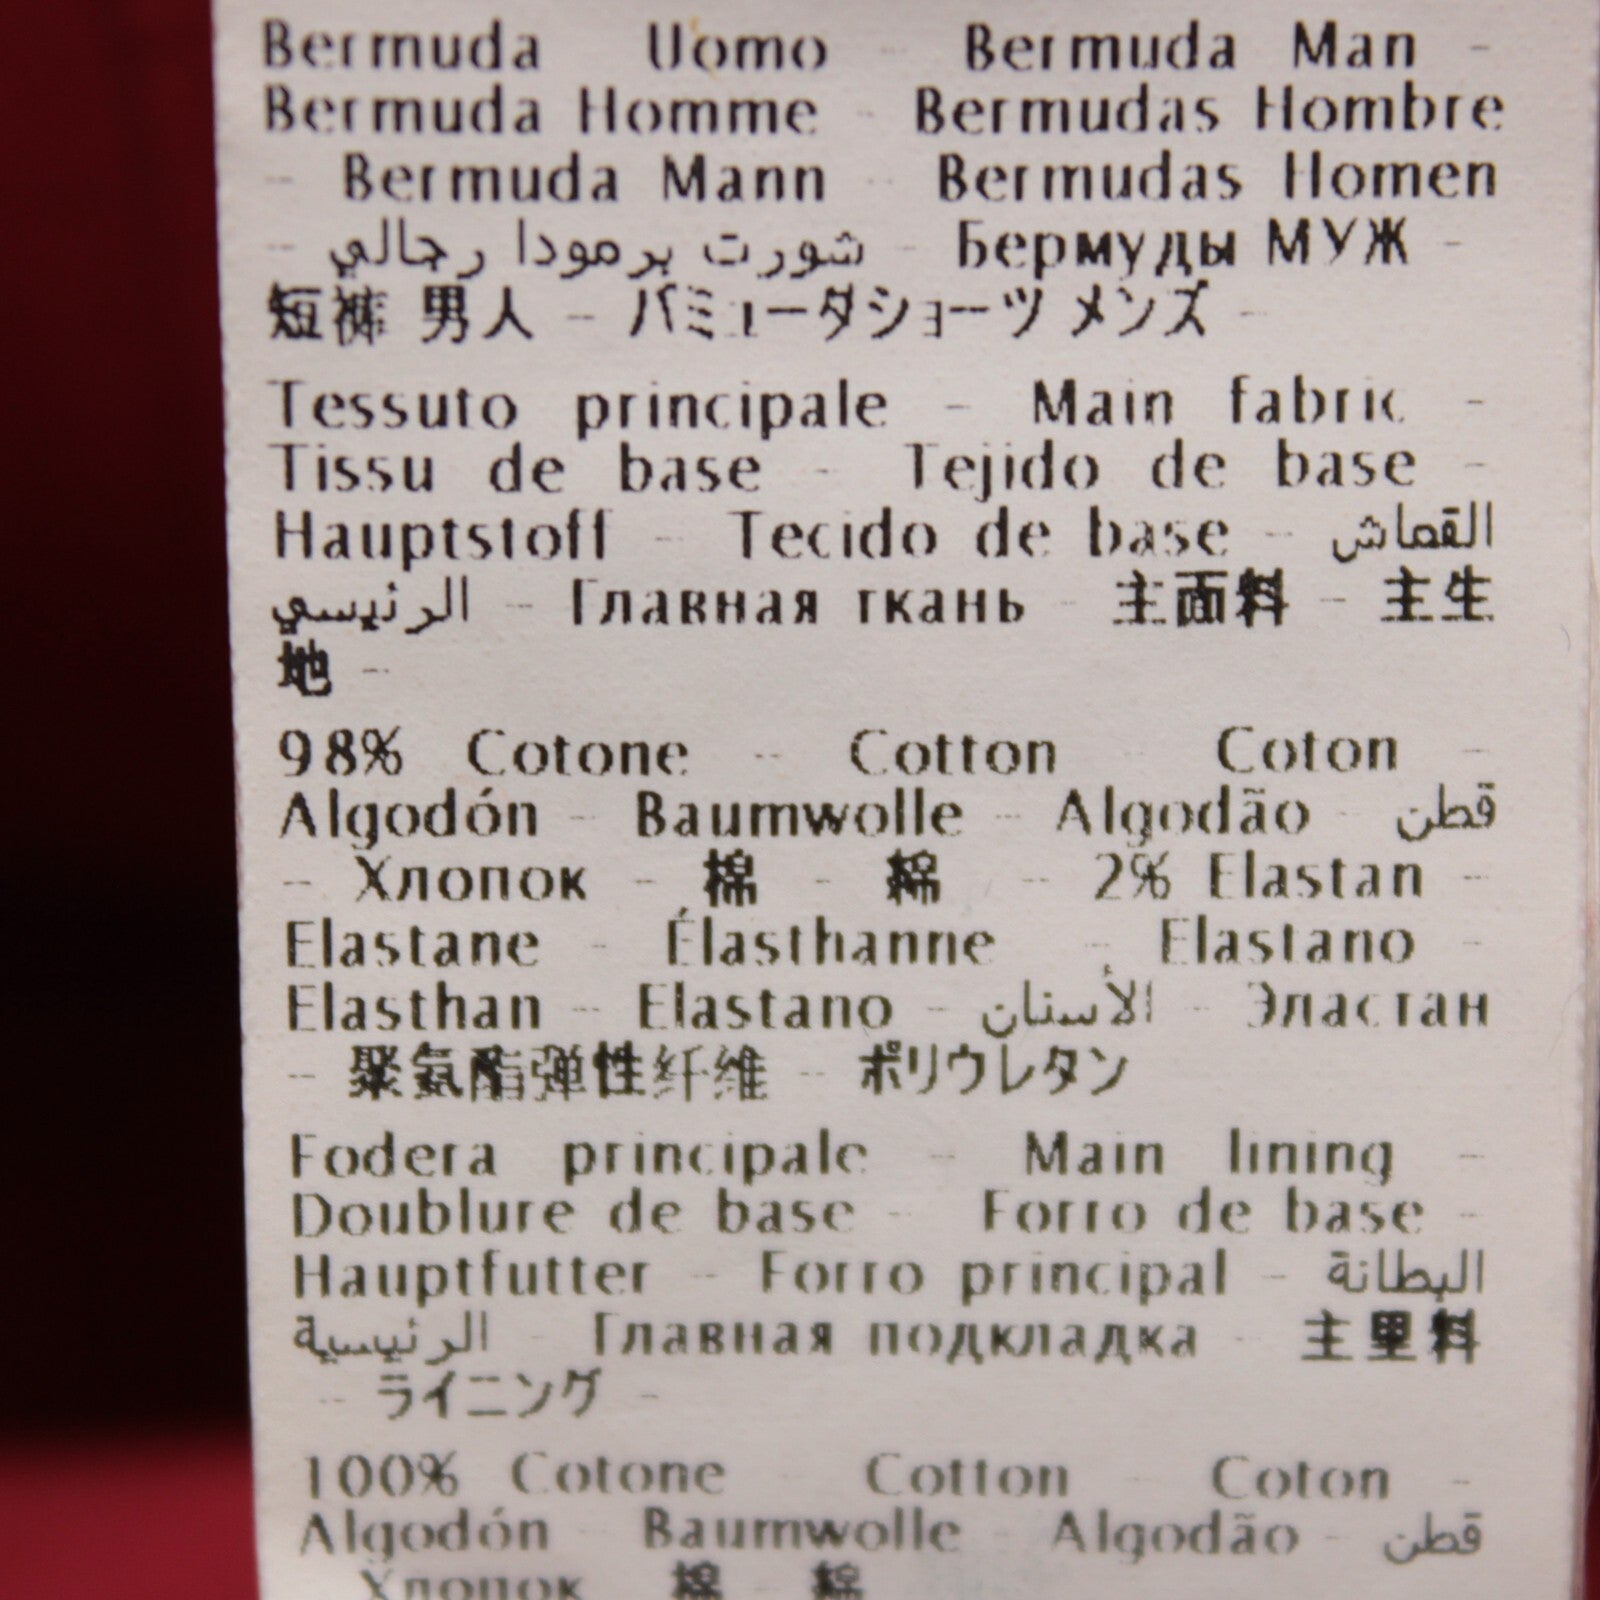 Bermuda Uomo - Bermuda Man -
Bermuda Homme - Bermudas Hombre
- Bermuda Mann - Bermudas Homen
- شورت برمودا رجالي - Бермуды МУЖ -
短裤 男人 - バミューダショーツ メンズ -
Tessuto principale - Main fabric -
Tissu de base - Tejido de base -
Hauptstoff - Tecido de base - القماش
الرئيسي - Главная ткань - 主面料 - 主生
地 -
98% Cotone - Cotton - Coton -
Algodón - Baumwolle - Algodão - قطن
- Хлопок - 棉 - 綿 - 2% Elastan -
Elastane - Élasthanne - Elastano -
Elasthan - Elastano - الأستان - Эластан
- 聚氨酯弹性纤维 - ポリウレタン
Fodera principale - Main lining -
Doublure de base - Forro de base -
Hauptfutter - Forro principal - البطانة
الرئيسية - Главная подкладка - 主里料
- ライニング -
100% Cotone - Cotton - Coton -
Algodón - Baumwolle - Algodão - قطن
- Хлопок - 棉 - 綿